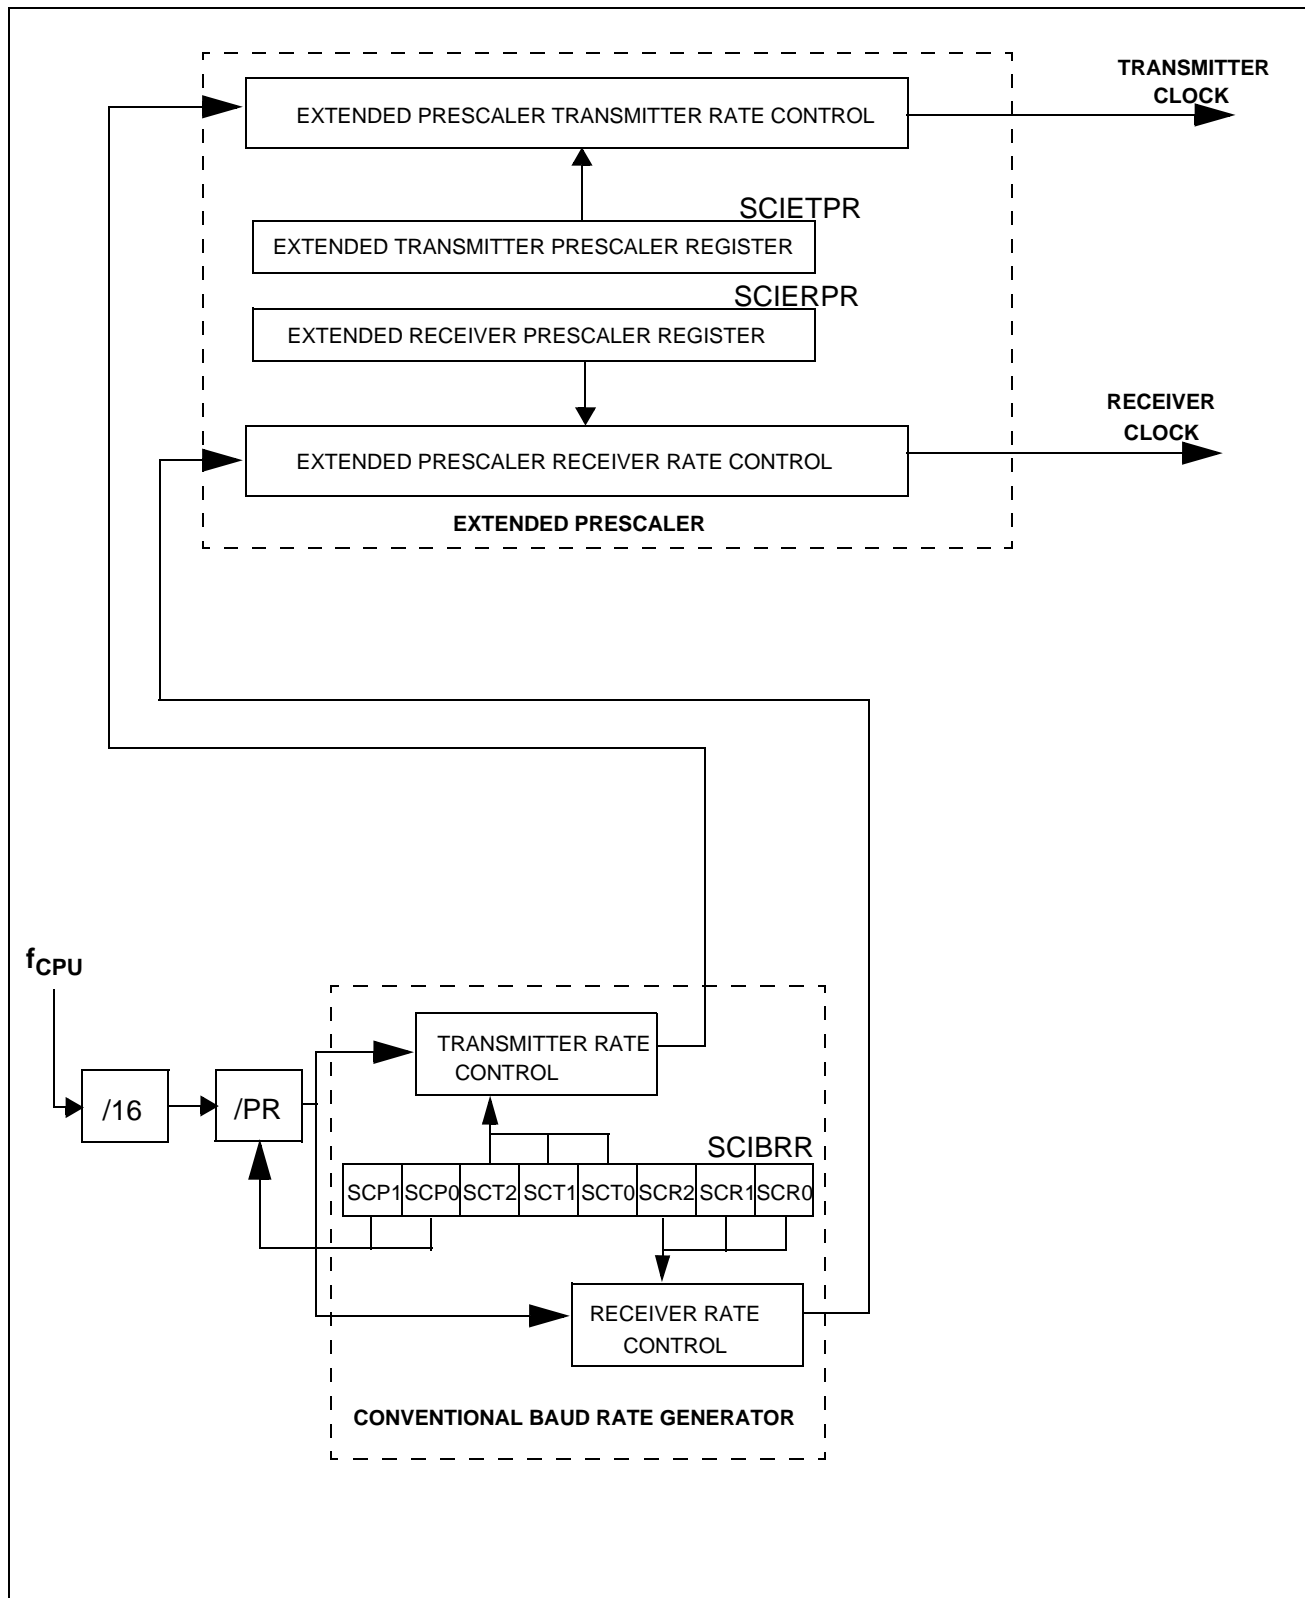 TRANSMITTER
CLOCK
EXTENDED PRESCALER TRANSMITTER RATE CONTROL
SCIETPR
EXTENDED TRANSMITTER PRESCALER REGISTER
SCIERPR
EXTENDED RECEIVER PRESCALER REGISTER
RECEIVER
CLOCK
EXTENDED PRESCALER RECEIVER RATE CONTROL
EXTENDED PRESCALER
fCPU
TRANSMITTER RATE
CONTROL
/16
/PR
SCIBRR
SCP1 SCP0 SCT2 SCT1 SCT0 SCR2 SCR1 SCR0
RECEIVER RATE
CONTROL
CONVENTIONAL BAUD RATE GENERATOR